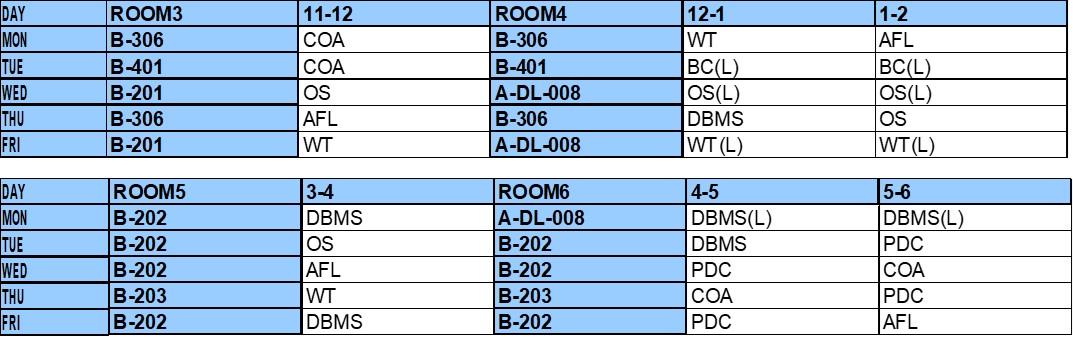 DAY ROOM3 11-12 ROOM4 12-1 1-2
MON B-306 COA B-306 WT AFL
TUE B-401 COA B-401 BC(L) BC(L)
WED B-201 OS A-DL-008 OS(L) OS(L)
THU B-306 AFL B-306 DBMS OS
FRI B-201 WT A-DL-008 WT(L) WT(L)
DAY ROOM5 3-4 ROOM6 4-5 5-6
MON B-202 DBMS A-DL-008 DBMS(L) DBMS(L)
TUE B-202 OS B-202 DBMS PDC
WED B-202 AFL B-202 PDC COA
THU B-203 WT B-203 COA PDC
FRI B-202 DBMS B-202 PDC AFL